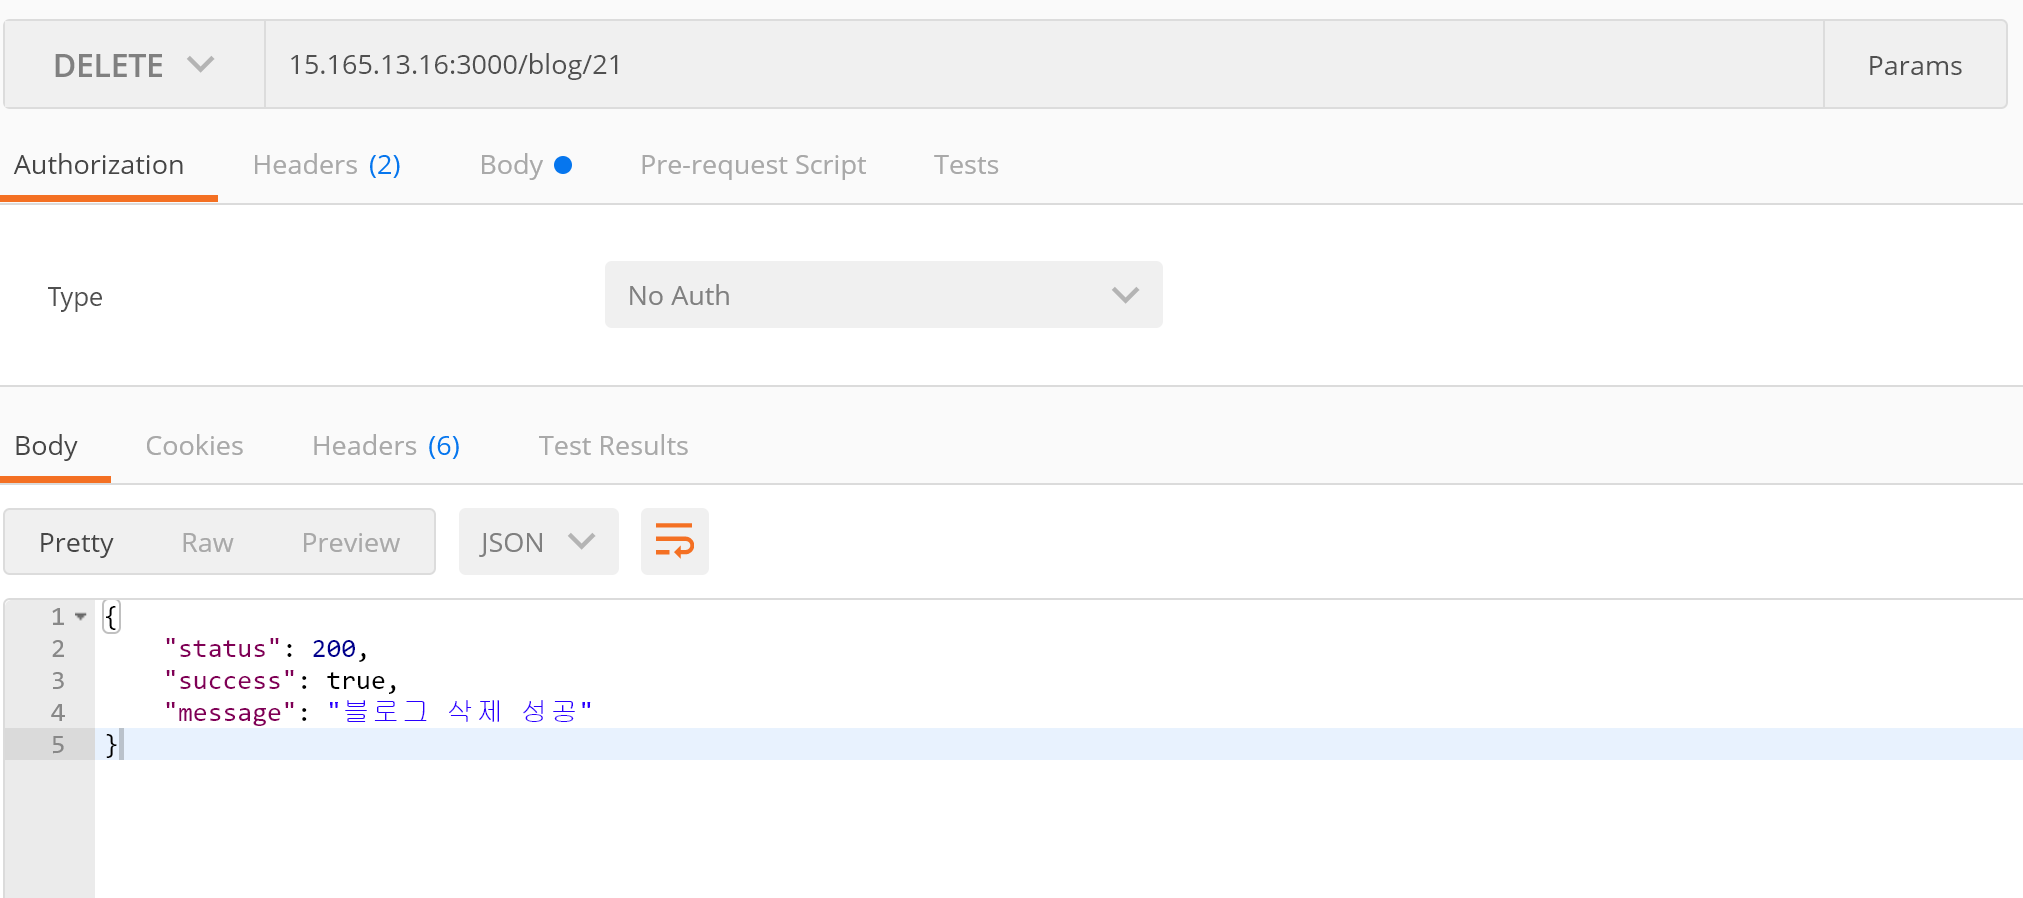 DELETE 15.165.13.16:3000/blog/21 Params
Authorization Headers (2) Body Pre-request Script Tests
Type No Auth
Body Cookies Headers (6) Test Results
Pretty Raw Preview JSON
1 {
2 "status": 200,
3 "success": true,
4 "message": "블로그 삭제 성공"
5 }